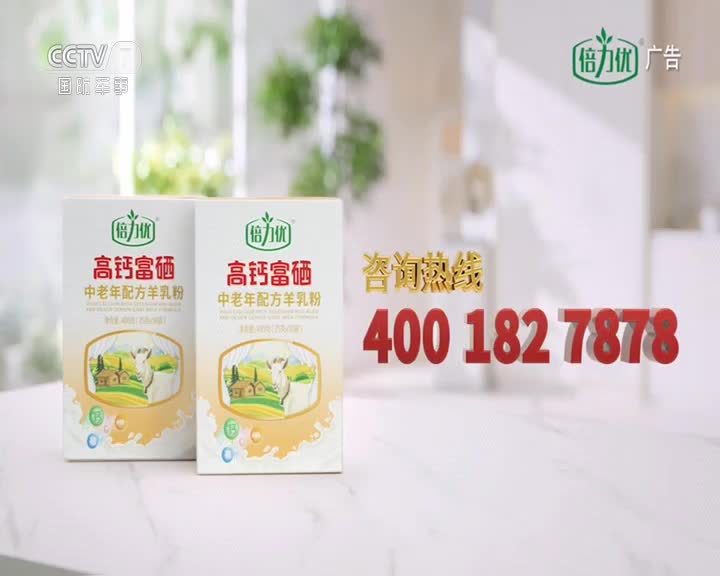 CCTV 7
国防军事
倍力优 广告
倍力优
高钙富硒
中老年配方羊乳粉
倍力优
高钙富硒
中老年配方羊乳粉
咨询热线
400 182 7878